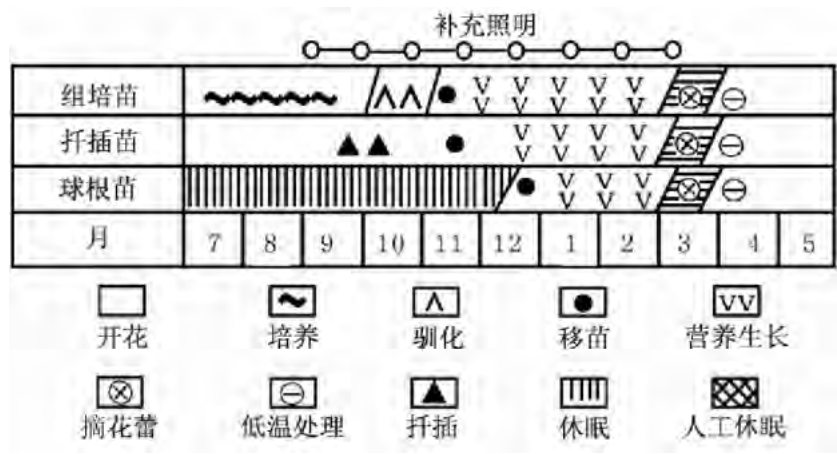 补充照明
组培苗
扦插苗
球根苗
月 7 8 9 10 11 12 1 2 3 4 5
开花 培养 驯化 移苗 营养生长
摘花蕾 低温处理 扦插 休眠 人工休眠